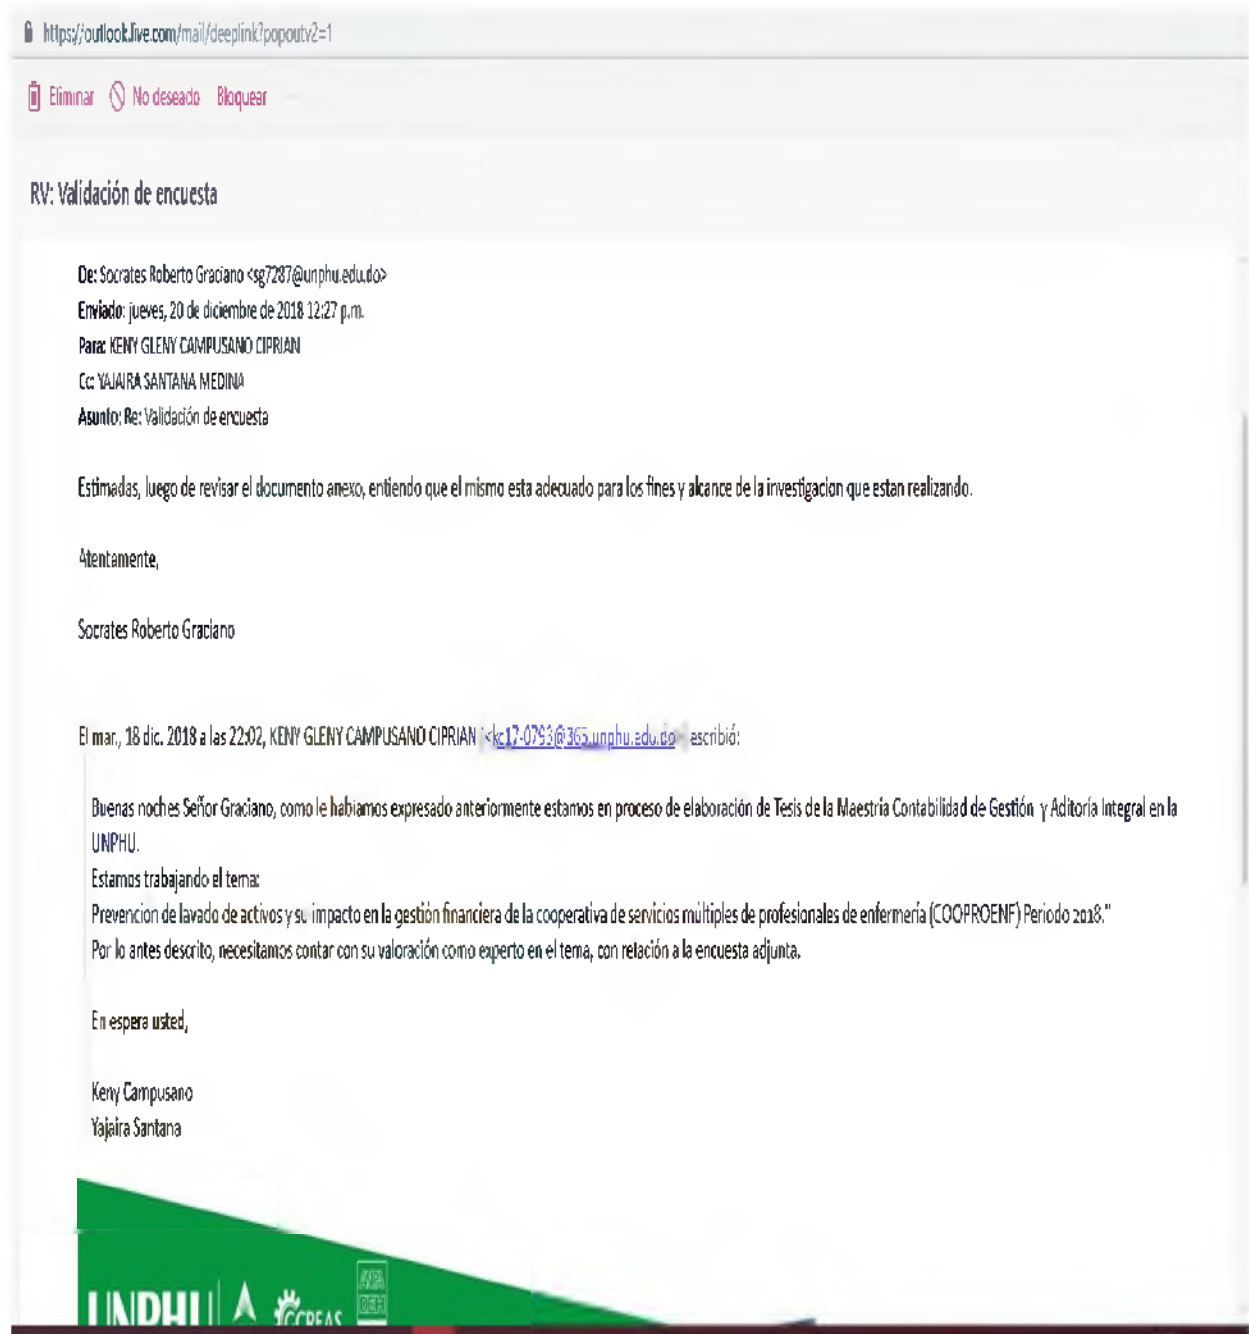 https://outlook.live.com/mail/deeplink?popoutv2=1
Eliminar No deseado Bloquear
RV: Validación de encuesta
De: Socrates Roberto Graciano <sg7287@unphu.edu.do>
Enviado: jueves, 20 de diciembre de 2018 12:27 p.m.
Para: KENY GLENY CAMPUSANO CIPRIAN
Cc: YAJAIRA SANTANA MEDINA
Asunto: Re: Validación de encuesta
Estimadas, luego de revisar el documento anexo, entiendo que el mismo esta adecuado para los fines y alcance de la investigacion que estan realizando.
Atentamente,
Socrates Roberto Graciano
El mar., 18 dic. 2018 a las 22:02, KENY GLENY CAMPUSANO CIPRIAN <kc17-0793@365.unphu.edu.do> escribió:
Buenas noches Señor Graciano, como le habiamos expresado anteriormente estamos en proceso de elaboración de Tesis de la Maestría Contabilidad de Gestión y Aditoría Integral en la
UNPHU.
Estamos trabajando el tema:
Prevención de lavado de activos y su impacto en la gestión financiera de la cooperativa de servicios múltiples de profesionales de enfermería (COOPROENF) Periodo 2018."
Por lo antes descrito, necesitamos contar con su valoración como experto en el tema, con relación a la encuesta adjunta.
En espera usted,
Keny Campusano
Yajaira Santana
UNPHU